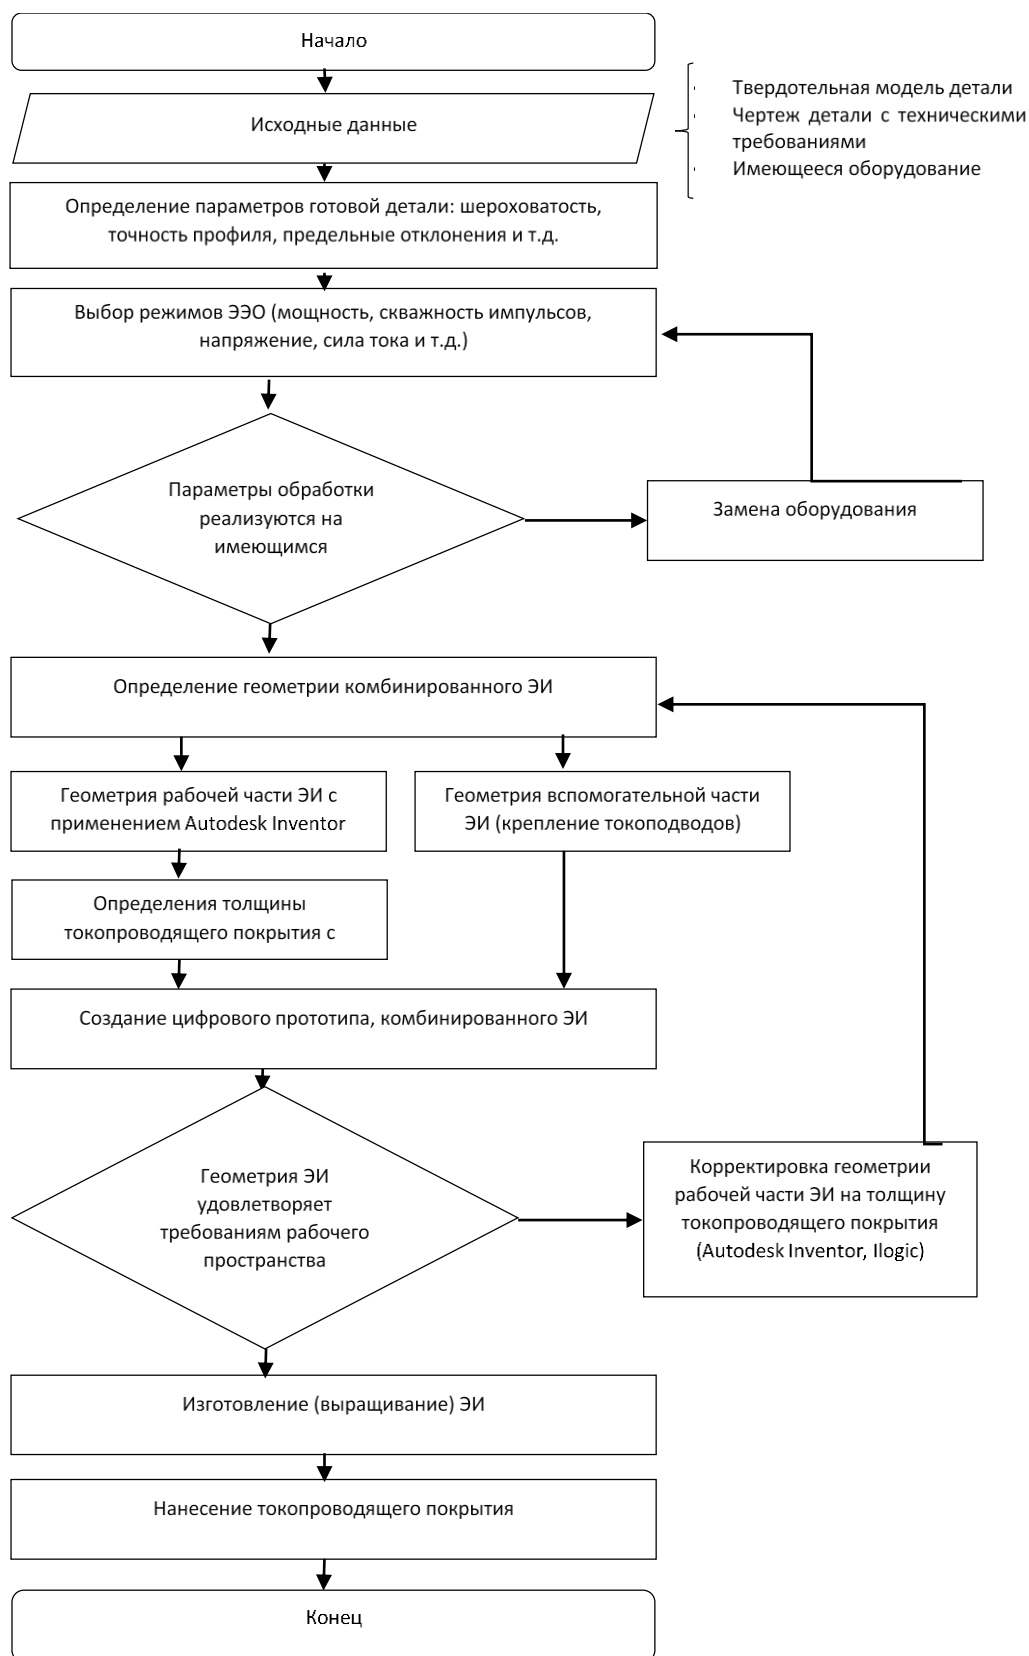 Начало
Исходные данные
Твердотельная модель детали
Чертеж детали с техническими
требованиями
Имеющееся оборудование
Определение параметров готовой детали: шероховатость,
точность профиля, предельные отклонения и т.д.
Выбор режимов ЭЭО (мощность, скважность импульсов,
напряжение, сила тока и т.д.)
Параметры обработки
реализуются на
имеющимся
Замена оборудования
Определение геометрии комбинированного ЭИ
Геометрия рабочей части ЭИ с
применением Autodesk Inventor
Геометрия вспомогательной части
ЭИ (крепление токоподводов)
Определения толщины
токопроводящего покрытия с
Создание цифрового прототипа, комбинированного ЭИ
Геометрия ЭИ
удовлетворяет
требованиям рабочего
пространства
Корректировка геометрии
рабочей части ЭИ на толщину
токопроводящего покрытия
(Autodesk Inventor, Ilogic)
Изготовление (выращивание) ЭИ
Нанесение токопроводящего покрытия
Конец